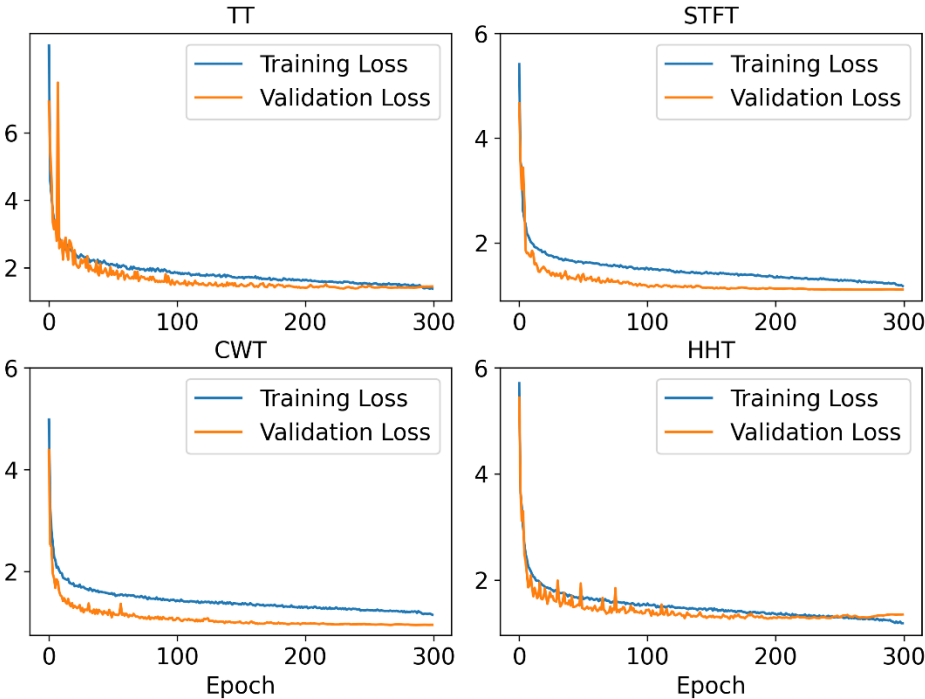 TT
Training Loss
Validation Loss
6
4
2
0
100
200
300
STFT
Training Loss
Validation Loss
6
4
2
0
100
200
300
CWT
Training Loss
Validation Loss
6
4
2
0
100
200
300
Epoch
HHT
Training Loss
Validation Loss
6
4
2
0
100
200
300
Epoch